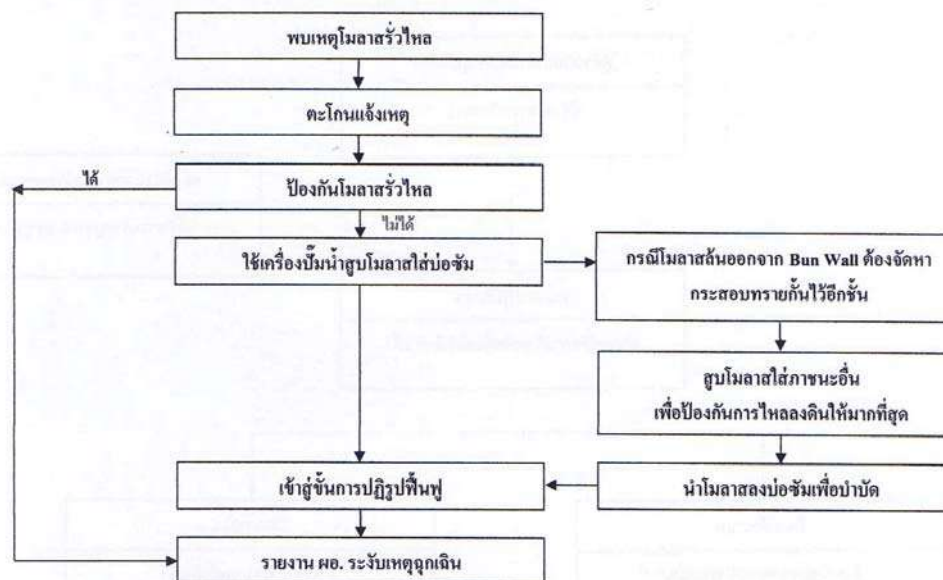 พบเหตุโมลาสรั่วไหล
ตะโกนแจ้งเหตุ
ได้
ป้องกันโมลาสรั่วไหล
ไม่ได้
ใช้เครื่องปั๊มน้ำสูบโมลาสใส่บ่อซัม
กรณีโมลาสล้นออกจาก Bun Wall ต้องจัดหา
กระสอบทรายกั้นไว้อีกชั้น
สูบโมลาสใส่ภาชนะอื่น
เพื่อป้องกันการไหลลงดินให้มากที่สุด
เข้าสู่ขั้นการปฏิรูปฟื้นฟู
นำโมลาสลงบ่อซัมเพื่อบำบัด
รายงาน ผอ. ระงับเหตุฉุกเฉิน